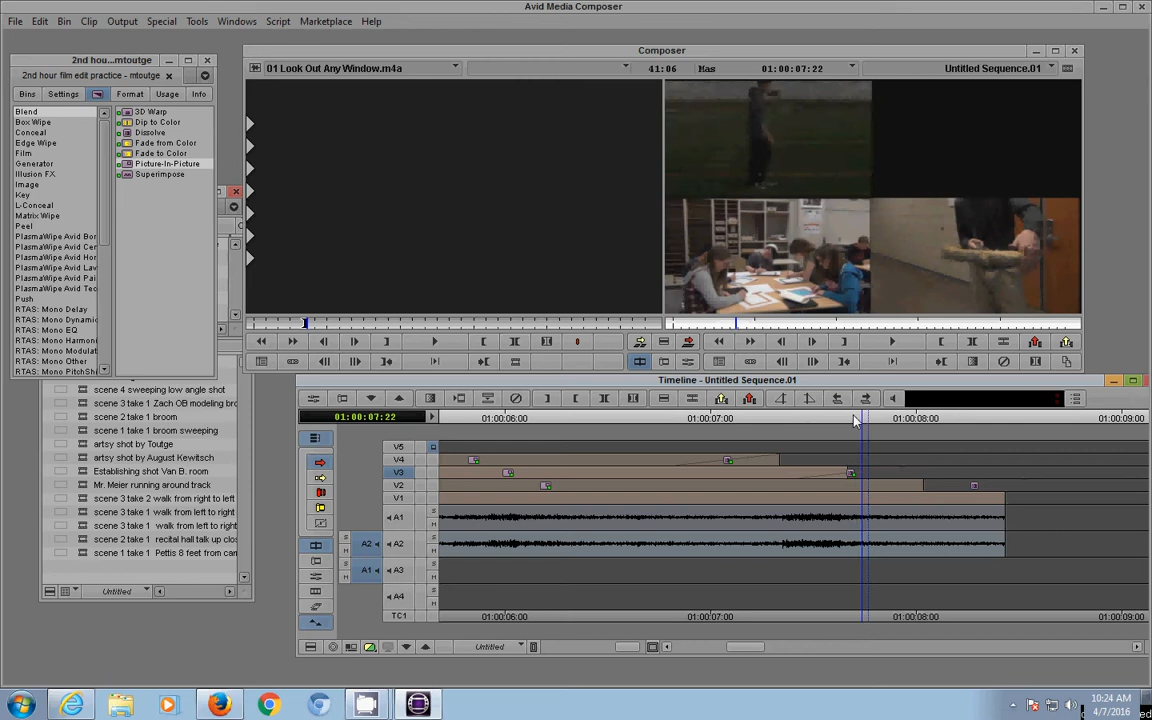 Avid Media Composer
File Edit Bin Clip Output Special Tools Windows Script Marketplace Help
2nd hou...mtoutge
2nd hour film edit practice - mtoutge
Bins Settings Format Usage Info
Blend
Box Wipe
Conceal
Edge Wipe
Film
Generator
Illusion FX
Image
Key
L-Conceal
Matrix Wipe
Peel
PlasmaWipe Avid Bor
PlasmaWipe Avid Cen
PlasmaWipe Avid Hor
PlasmaWipe Avid Lav
PlasmaWipe Avid Pai
PlasmaWipe Avid Tec
Push
RTAS: Mono Delay
RTAS: Mono Dynamic
RTAS: Mono EQ
RTAS: Mono Harmoni
RTAS: Mono Modulati
RTAS: Mono Other
RTAS: Mono PitchShi
3D Warp
Dip to Color
Dissolve
Fade from Color
Fade to Color
Picture-In-Picture
Superimpose
scene 4 sweeping low angle shot
scene 3 take 1 Zach OB modeling bro
scene 2 take 1 broom
scene 2 take 1 broom sweeping
artsy shot by Toutge
artsy shot by August Kewitsch
Establishing shot Van B. room
Mr. Meier running around track
scene 3 take 2 walk from right to left
scene 3 take 1 walk from left to right
scene 3 take 1 walk from left to right
scene 2 take 1 recital hall talk up clos
scene 1 take 1 Pettis 8 feet from cam
Untitled
Composer
01 Look Out Any Window.m4a 41:06 Mas 01:00:07:22 Untitled Sequence.01
Timeline - Untitled Sequence.01
01:00:07:22 01:00:06:00 01:00:07:00 01:00:08:00 01:00:09:00
V5
V4
V3
V2
V1
S
M
A1
S
M
S
M
A2 A2
S
M
S
M
A1 A3
S
M
A4
S
M
TC1 01:00:06:00 01:00:07:00 01:00:08:00 01:00:09:00
Untitled
10:24 AM
4/7/2016